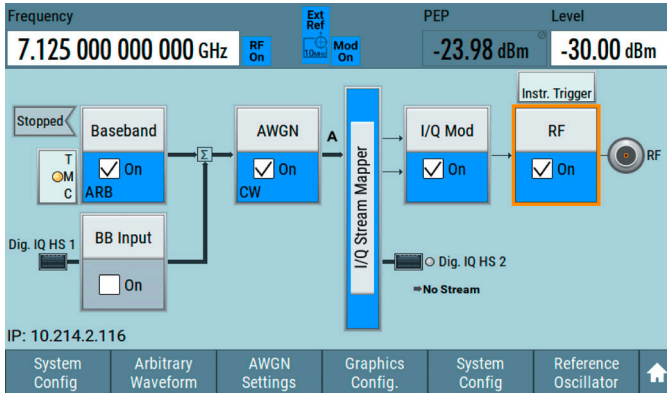 Frequency
Ext
Ref
PEP
Level
7.125 000 000 000 GHz
RF
On
10MHz
Mod
On
-23.98 dBm
-30.00 dBm
Instr. Trigger
Stopped
Baseband
On
ARB
T
M
C
Σ
AWGN
On
CW
A
I/Q Stream Mapper
I/Q Mod
On
RF
On
RF
Dig. IQ HS 1
BB Input
On
Dig. IQ HS 2
No Stream
IP: 10.214.2.116
System
Config
Arbitrary
Waveform
AWGN
Settings
Graphics
Config.
System
Config
Reference
Oscillator